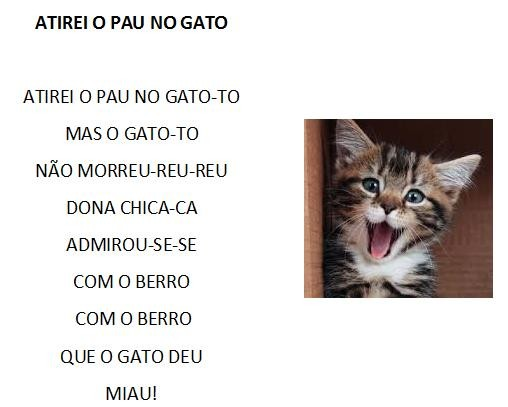 ATIREI O PAU NO GATO
ATIREI O PAU NO GATO-TO
MAS O GATO-TO
NÃO MORREU-REU-REU
DONA CHICA-CA
ADMIROU-SE-SE
COM O BERRO
COM O BERRO
QUE O GATO DEU
MIAU!